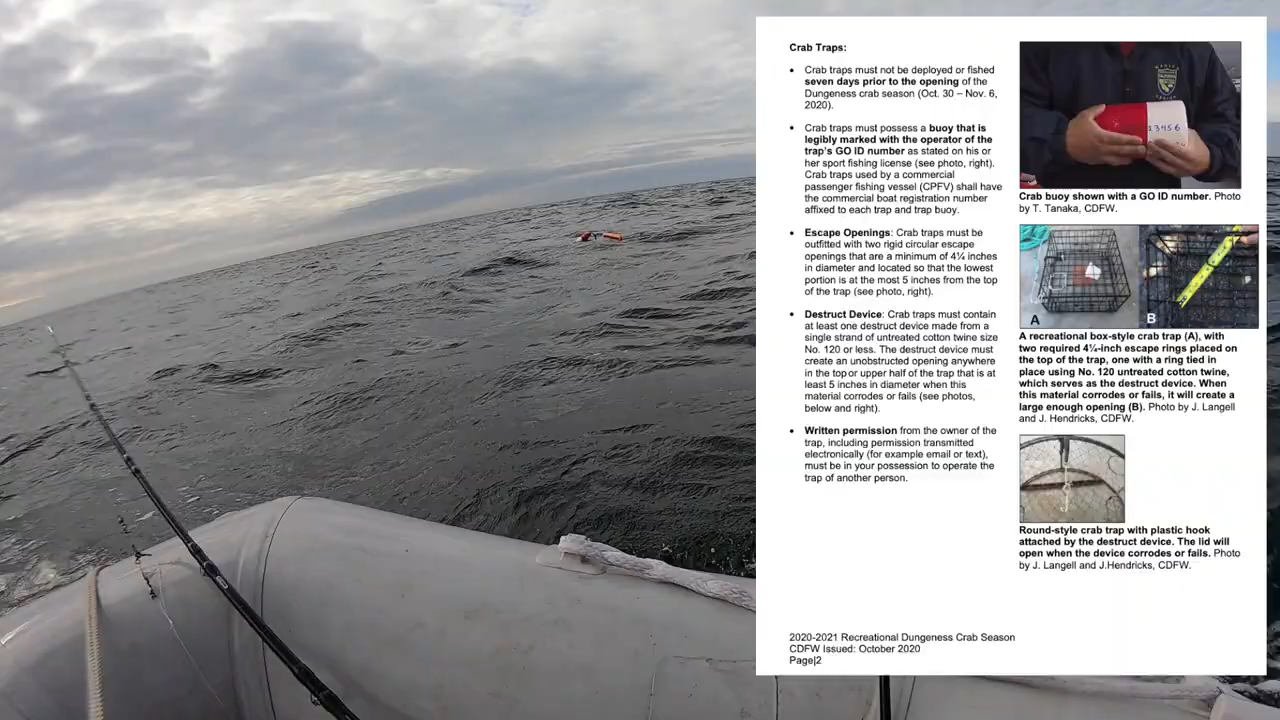 Crab Traps:
• Crab traps must not be deployed or fished
seven days prior to the opening of the
Dungeness crab season (Oct. 30 – Nov. 6,
2020).
• Crab traps must possess a buoy that is
legibly marked with the operator of the
trap's GO ID number as stated on his or
her sport fishing license (see photo, right).
Crab traps used by a commercial
passenger fishing vessel (CPFV) shall have
the commercial boat registration number
affixed to each trap and trap buoy.
• Escape Openings: Crab traps must be
outfitted with two rigid circular escape
openings that are a minimum of 4¼ inches
in diameter and located so that the lowest
portion is at the most 5 inches from the top
of the trap (see photo, right).
• Destruct Device: Crab traps must contain
at least one destruct device made from a
single strand of untreated cotton twine size
No. 120 or less. The destruct device must
create an unobstructed opening anywhere
in the top or upper half of the trap that is at
least 5 inches in diameter when this
material corrodes or fails (see photos,
below and right).
• Written permission from the owner of the
trap, including permission transmitted
electronically (for example email or text),
must be in your possession to operate the
trap of another person.
13456
Crab buoy shown with a GO ID number. Photo
by T. Tanaka, CDFW.
A B
A recreational box-style crab trap (A), with
two required 4¼-inch escape rings placed on
the top of the trap, one with a ring tied in
place using No. 120 untreated cotton twine,
which serves as the destruct device. When
this material corrodes or fails, it will create a
large enough opening (B). Photo by J. Langell
and J. Hendricks, CDFW.
Round-style crab trap with plastic hook
attached by the destruct device. The lid will
open when the device corrodes or fails. Photo
by J. Langell and J.Hendricks, CDFW.
2020-2021 Recreational Dungeness Crab Season
CDFW Issued: October 2020
Page|2